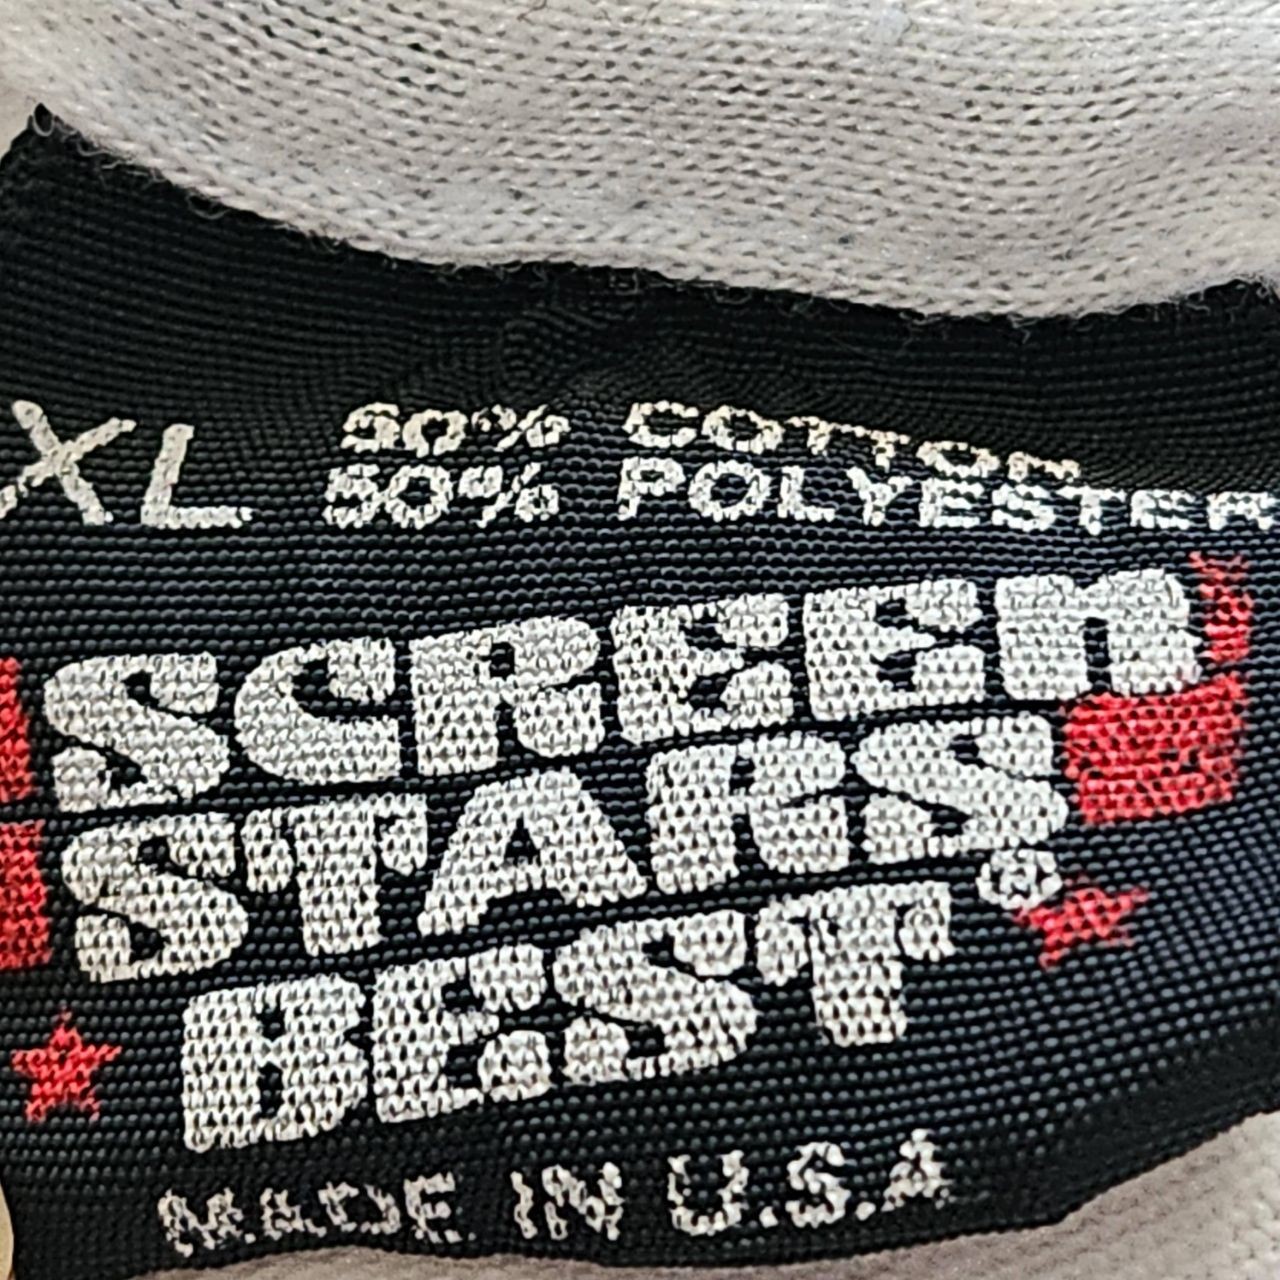 XL 50% COTTON
50% POLYESTER
SCREEN
STARS
BEST®
MADE IN U.S.A